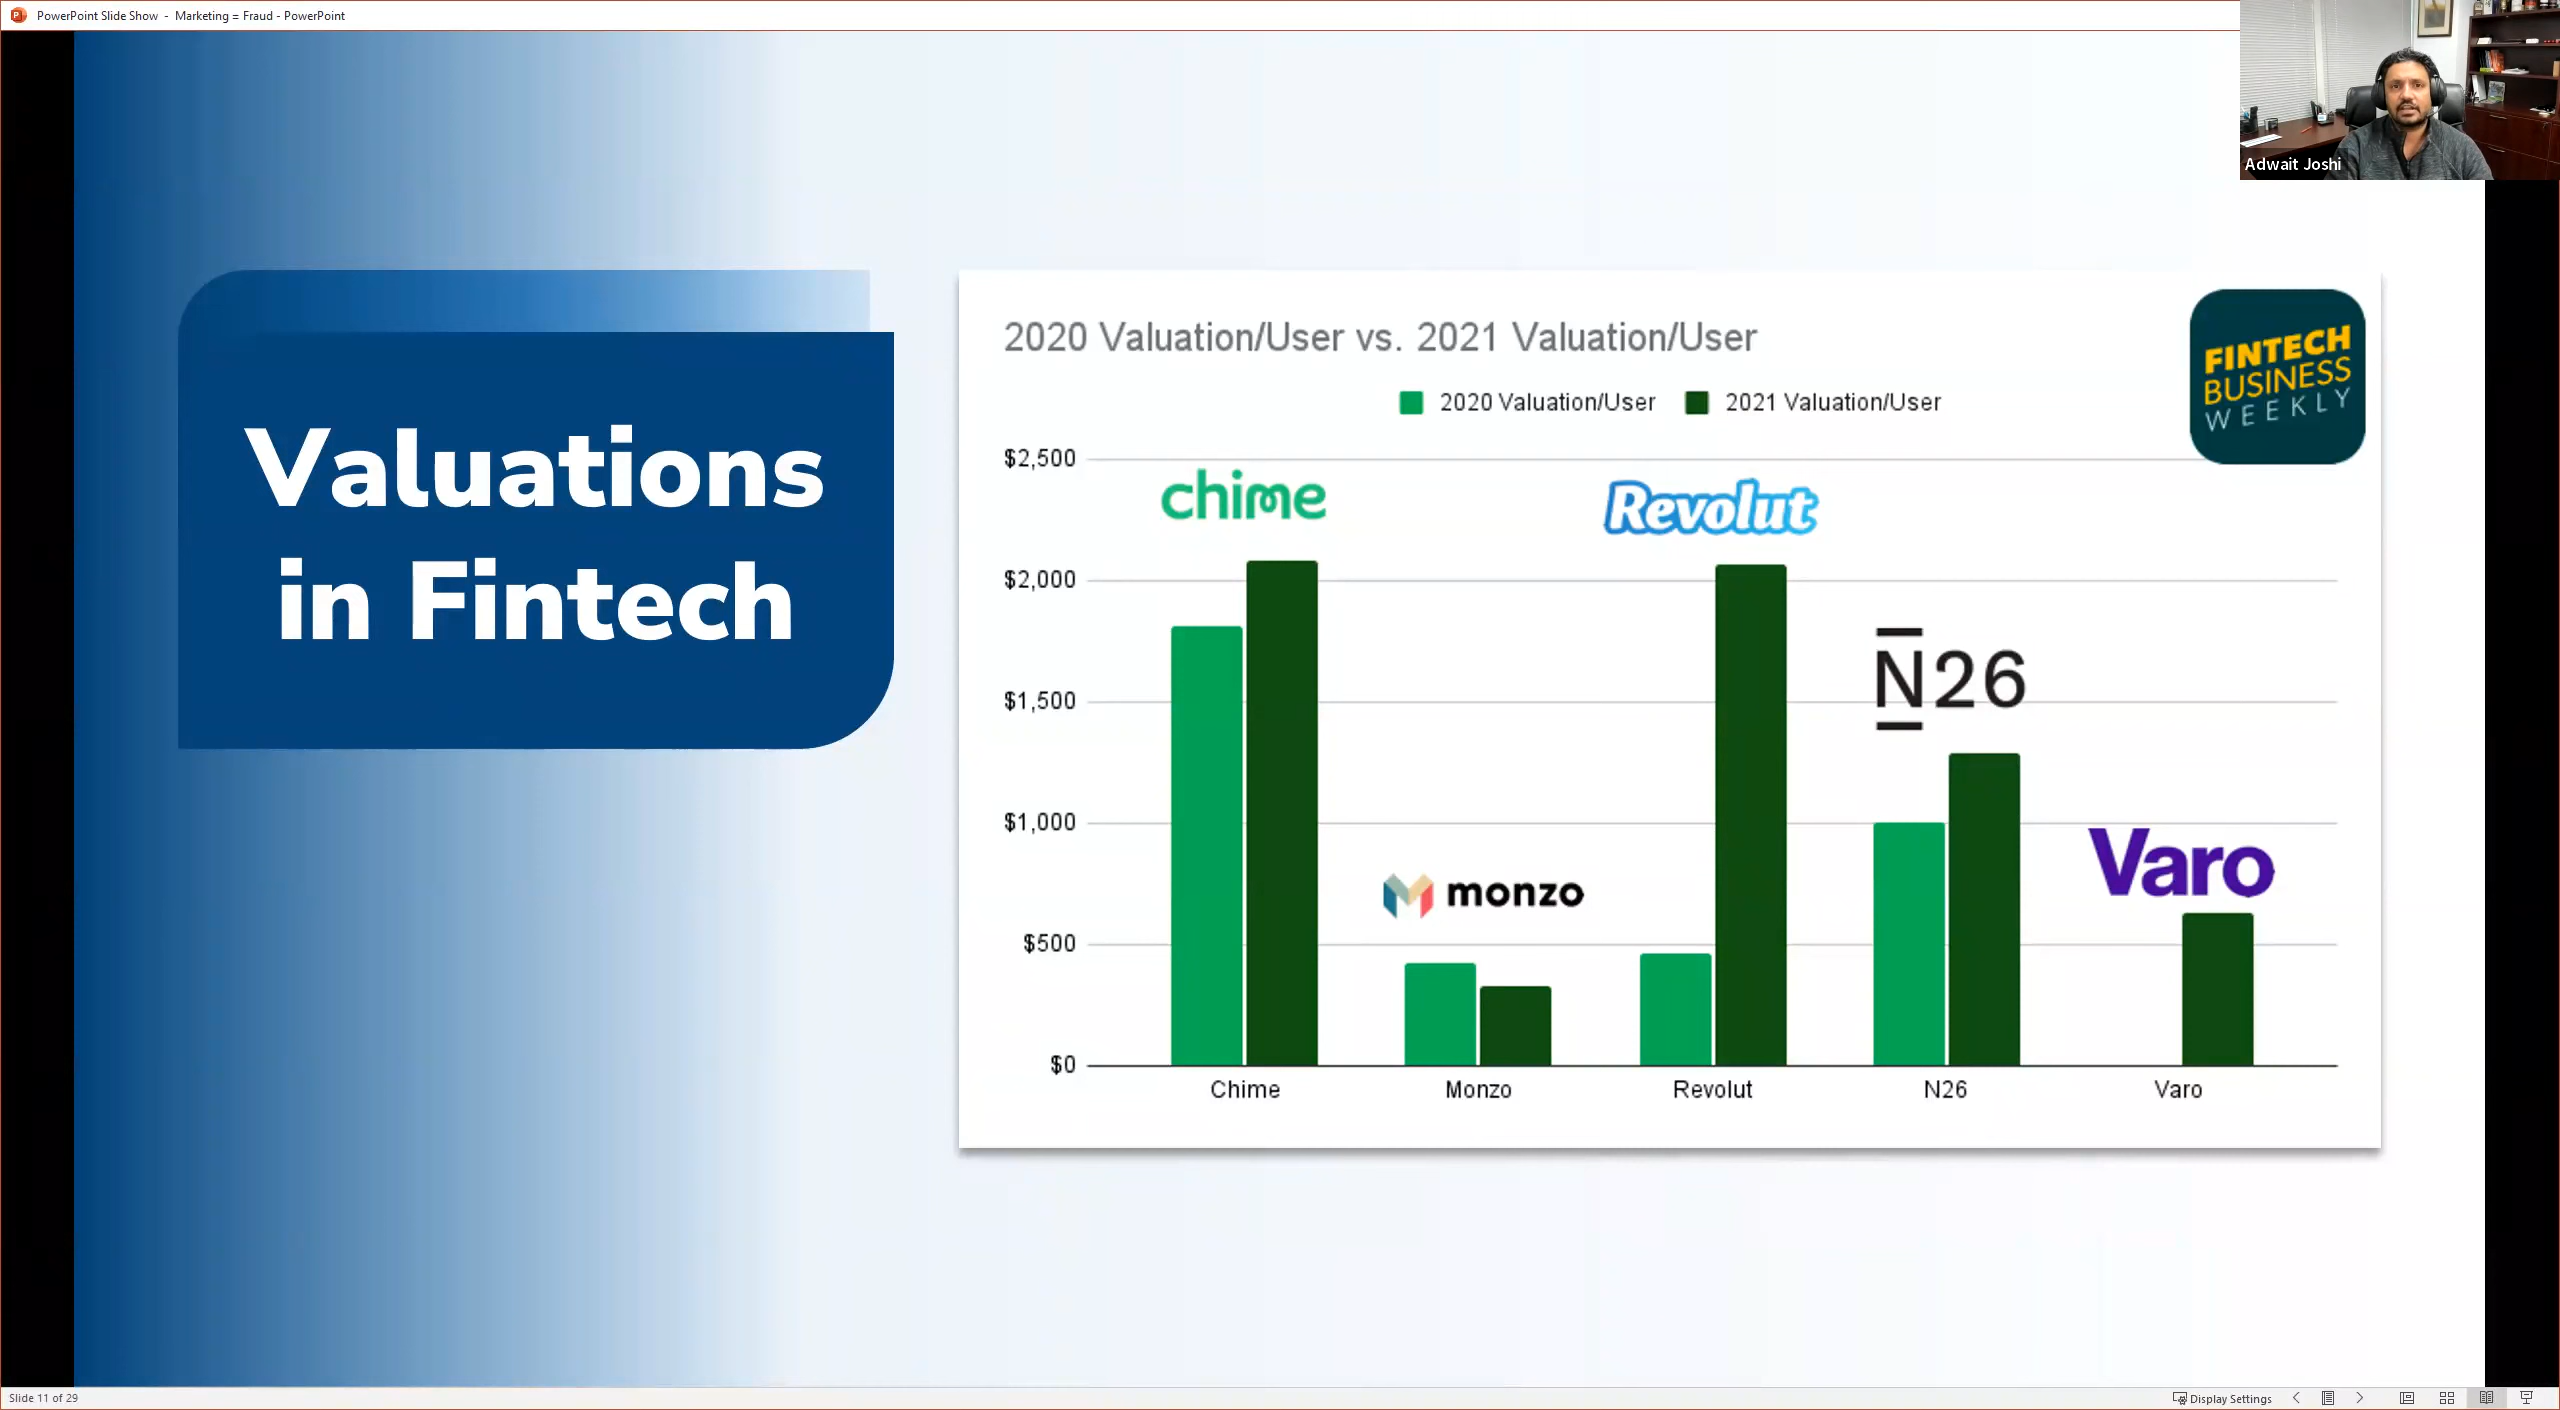 PowerPoint Slide Show - Marketing = Fraud - PowerPoint
Adwait Joshi
Valuations
in Fintech
2020 Valuation/User vs. 2021 Valuation/User
FINTECH
BUSINESS
WEEKLY
2020 Valuation/User
2021 Valuation/User
$2,500
$2,000
$1,500
$1,000
$500
$0
chime
monzo
Revolut
N26
Varo
Chime
Monzo
Revolut
N26
Varo
Slide 11 of 29
Display Settings